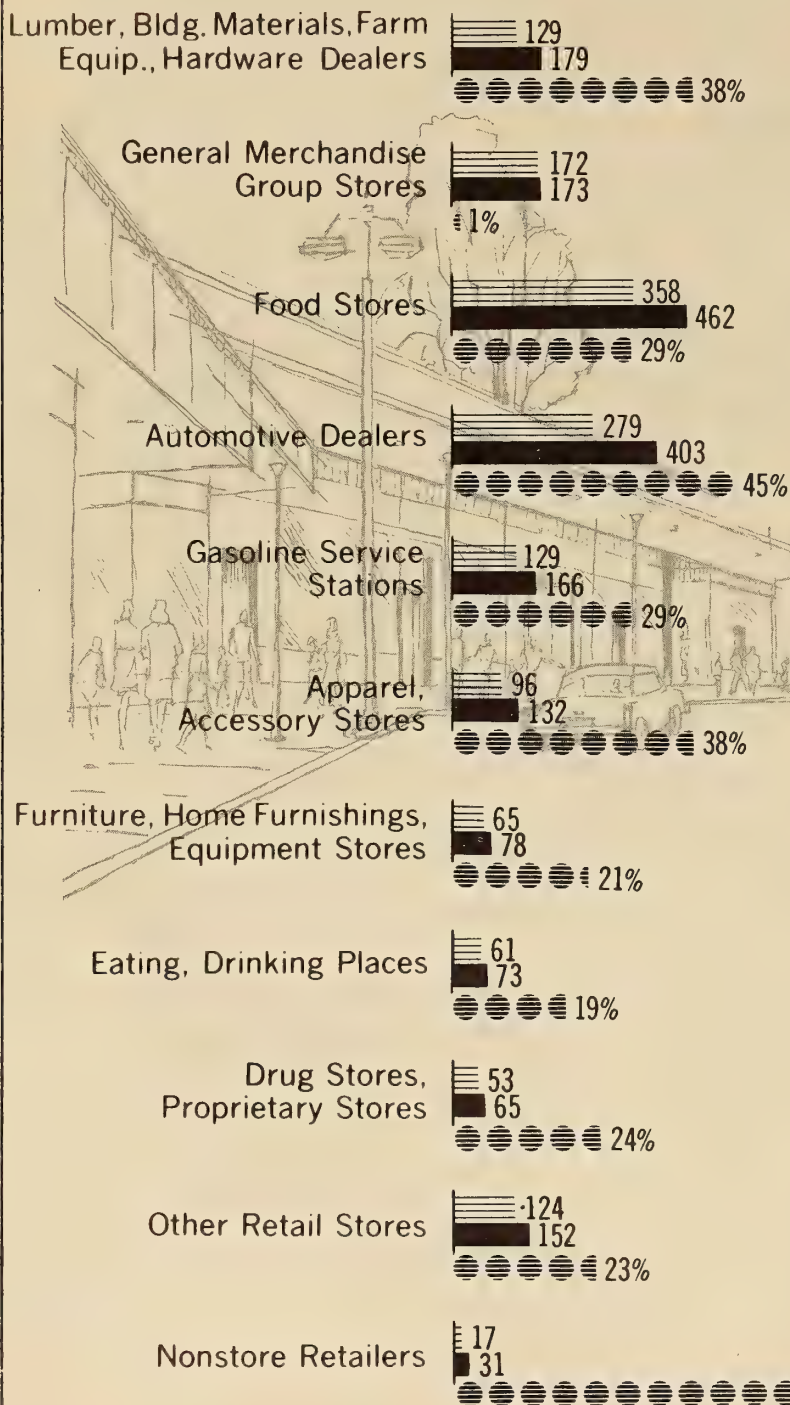 Lumber, Bldg. Materials, Farm
Equip., Hardware Dealers
129
179
38%
General Merchandise
Group Stores
172
173
1%
Food Stores
358
462
29%
Automotive Dealers
279
403
45%
Gasoline Service
Stations
129
166
29%
Apparel,
Accessory Stores
96
132
38%
Furniture, Home Furnishings,
Equipment Stores
65
78
21%
Eating, Drinking Places
61
73
19%
Drug Stores,
Proprietary Stores
53
65
24%
Other Retail Stores
124
152
23%
Nonstore Retailers
17
31